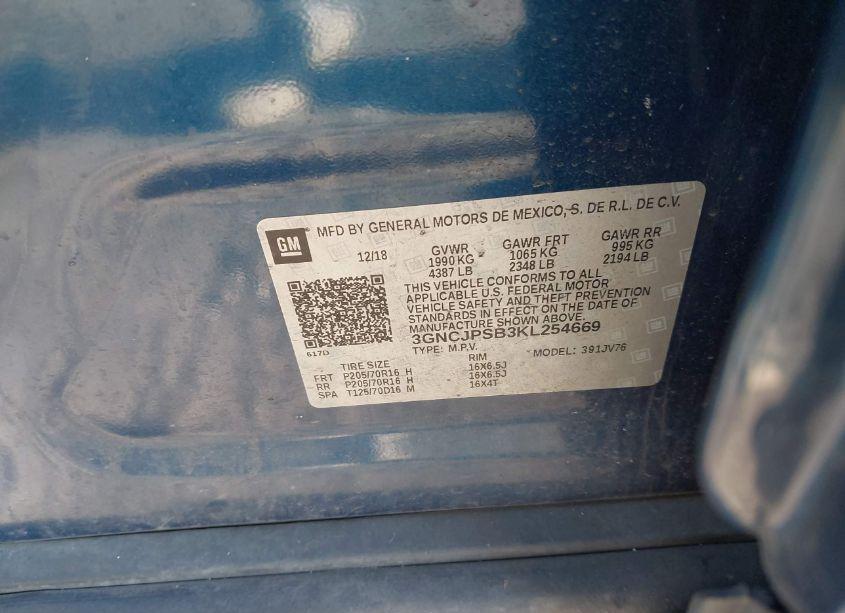 GM
MFD BY GENERAL MOTORS DE MEXICO, S. DE R.L. DE C.V.
12/18 GVWR GAWR FRT GAWR RR
1990 KG 1065 KG 995 KG
4387 LB 2348 LB 2194 LB
THIS VEHICLE CONFORMS TO ALL
APPLICABLE U.S. FEDERAL MOTOR
VEHICLE SAFETY AND THEFT PREVENTION
STANDARDS IN EFFECT ON THE DATE OF
MANUFACTURE SHOWN ABOVE.
3GNCJPSB3KL254669
617D
TYPE: M.P.V. MODEL: 391JV76
TIRE SIZE RIM
FRT P205/70R16 H 16X6.5J
RR P205/70R16 H 16X6.5J
SPA T125/70D16 M 16X4T